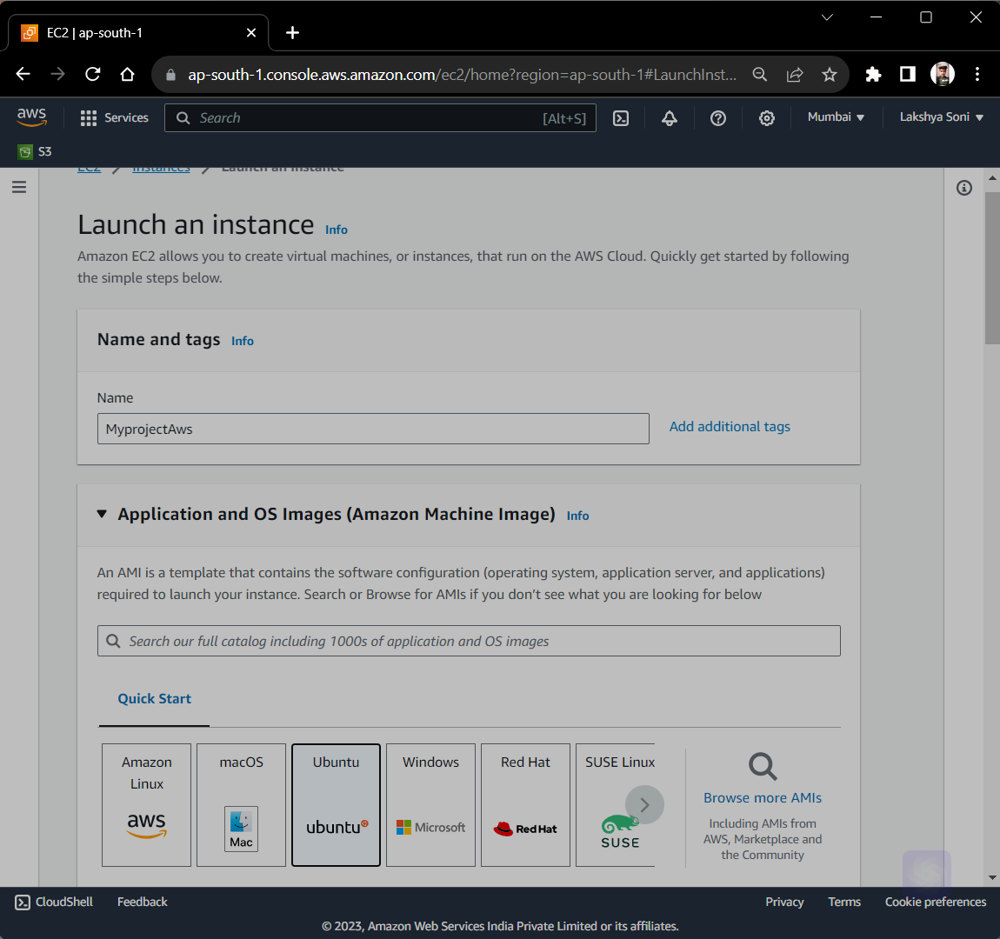 EC2 | ap-south-1
ap-south-1.console.aws.amazon.com/ec2/home?region=ap-south-1#LaunchInst...
aws
Services
Search
[Alt+S]
Mumbai
Lakshya Soni
S3
EC2
Instances
Launch an instance
Launch an instance Info
Amazon EC2 allows you to create virtual machines, or instances, that run on the AWS Cloud. Quickly get started by following
the simple steps below.
Name and tags Info
Name
MyprojectAws
Add additional tags
Application and OS Images (Amazon Machine Image) Info
An AMI is a template that contains the software configuration (operating system, application server, and applications)
required to launch your instance. Search or Browse for AMIs if you don’t see what you are looking for below
Search our full catalog including 1000s of application and OS images
Quick Start
Amazon
Linux
aws
macOS
Mac
Ubuntu
ubuntu
Windows
Microsoft
Red Hat
Red Hat
SUSE Linux
SUSE
Browse more AMIs
Including AMIs from
AWS, Marketplace and
the Community
CloudShell
Feedback
Privacy
Terms
Cookie preferences
© 2023, Amazon Web Services India Private Limited or its affiliates.